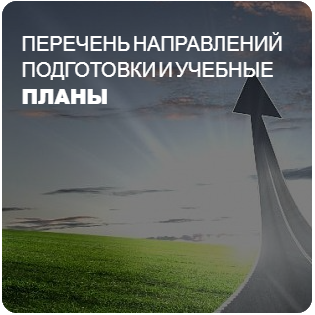 ПЕРЕЧЕНЬ НАПРАВЛЕНИЙ
ПОДГОТОВКИ И УЧЕБНЫЕ
ПЛАНЫ